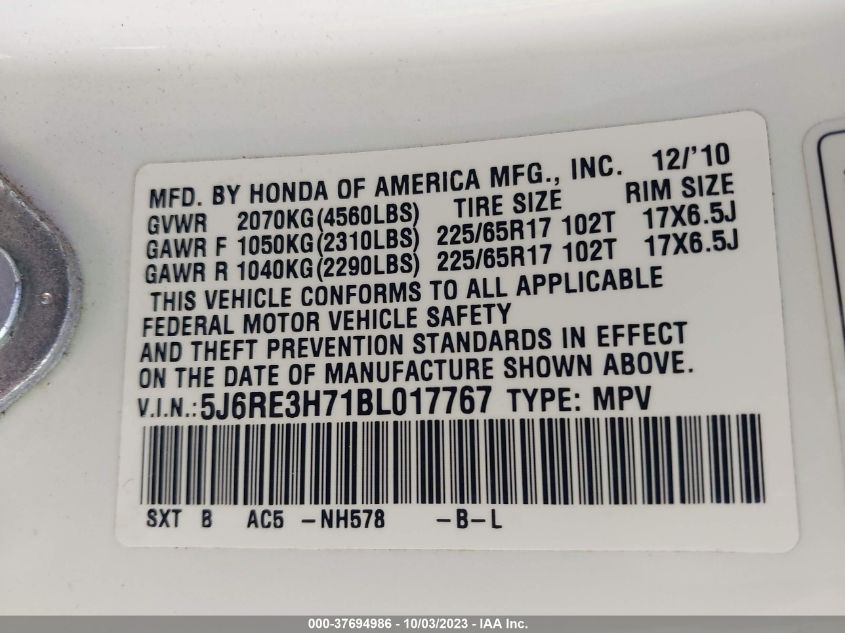 MFD. BY HONDA OF AMERICA MFG., INC. 12/'10
GVWR 2070KG(4560LBS) TIRE SIZE RIM SIZE
GAWR F 1050KG(2310LBS) 225/65R17 102T 17X6.5J
GAWR R 1040KG(2290LBS) 225/65R17 102T 17X6.5J
THIS VEHICLE CONFORMS TO ALL APPLICABLE
FEDERAL MOTOR VEHICLE SAFETY
AND THEFT PREVENTION STANDARDS IN EFFECT
ON THE DATE OF MANUFACTURE SHOWN ABOVE.
V.I.N.:5J6RE3H71BL017767 TYPE: MPV
SXT B AC5 -NH578 -B-L
000-37694986 - 10/03/2023 - IAA Inc.